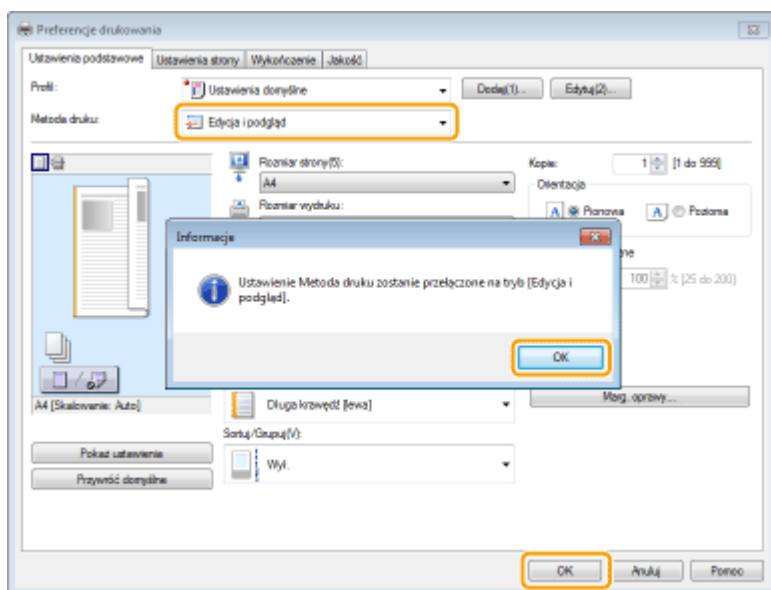 Preferencje drukowania
Ustawienia podstawowe Ustawienia strony Wykończenie Jakość
Profil: Ustawienia domyślne Dodaj(1)... Edytuj(2)...
Metoda druku: Edycja i podgląd
Rozmiar strony(5): Kopie: 1 [1 do 999]
A4 Orientacja
Rozmiar wydruku: A Pionowa A Pozioma
Informacje
ne
Ustawienie Metoda druku zostanie przełączone na tryb [Edycja i
podgląd].
100 % [25 do 200]
OK
A4 [Skalowanie: Auto] Długa krawędź [lewa] Marg. oprawy...
Sortuj/Grupuj(V):
Pokaż ustawienia Wył.
Przywróć domyślne
OK Anuluj Pomoc